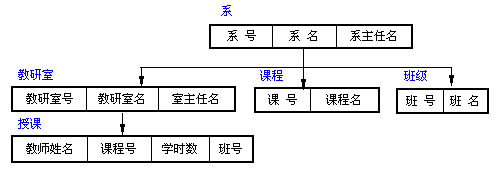 系
系 号 系 名 系主任名
教研室 课程 班级
教研室号 教研室名 室主任名 课 号 课程名 班 号 班 名
授课
教师姓名 课程号 学时数 班号